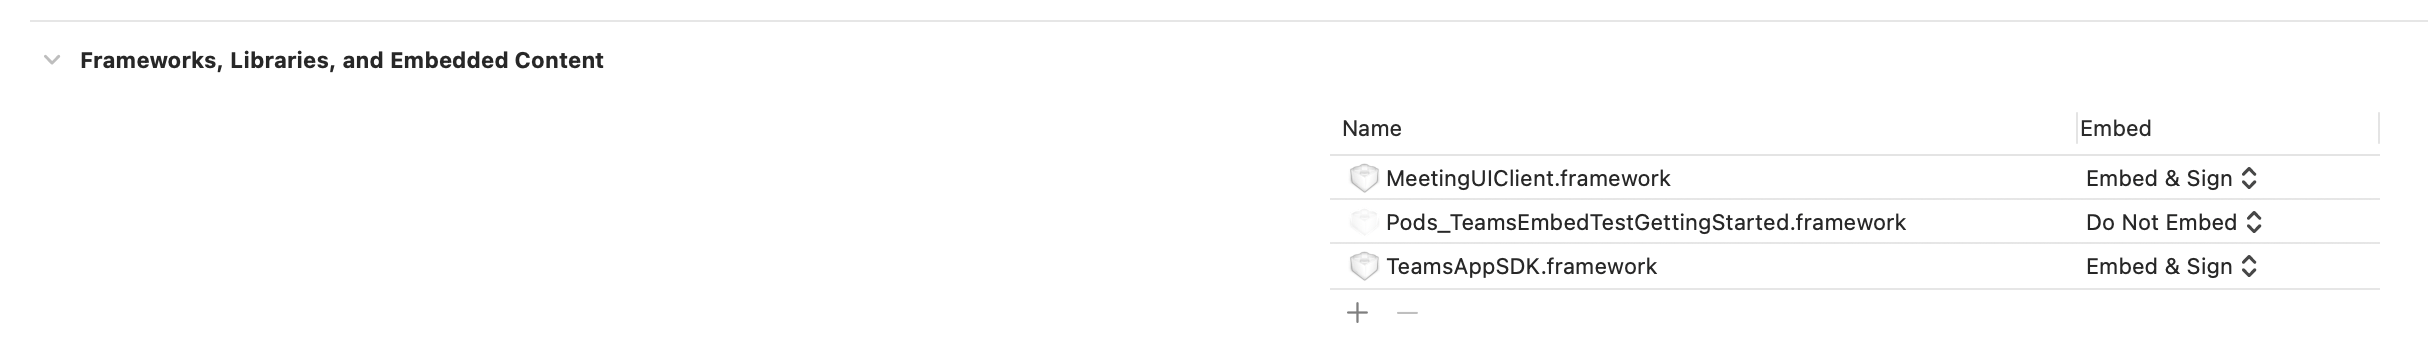 Frameworks, Libraries, and Embedded Content
Name Embed
MeetingUIClient.framework Embed & Sign
Pods_TeamsEmbedTestGettingStarted.framework Do Not Embed
TeamsAppSDK.framework Embed & Sign